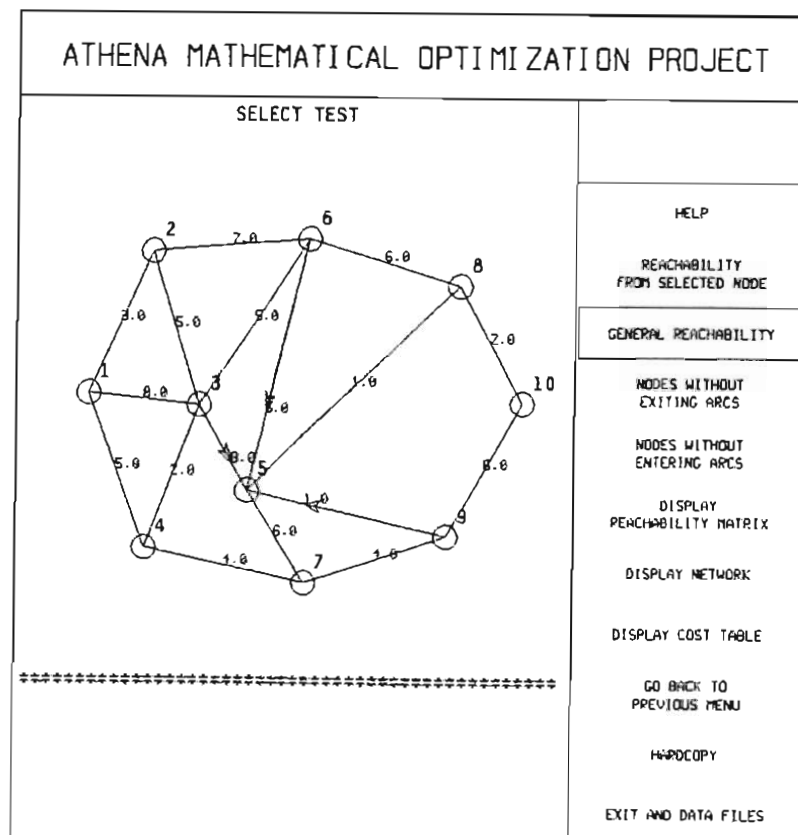 ATHENA MATHEMATICAL OPTIMIZATION PROJECT
SELECT TEST
2
7.0
6
6.0
8
3.0
5.0
2.0
1
8.0
3
10
5.0
2.0
8.0
5
6.0
1.0
4
6.0
9
7
1.0
HELP
REACHABILITY
FROM SELECTED NODE
GENERAL REACHABILITY
NODES WITHOUT
EXITING ARCS
NODES WITHOUT
ENTERING ARCS
DISPLAY
REACHABILITY MATRIX
DISPLAY NETWORK
DISPLAY COST TABLE
GO BACK TO
PREVIOUS MENU
HARDCOPY
EXIT AND DATA FILES